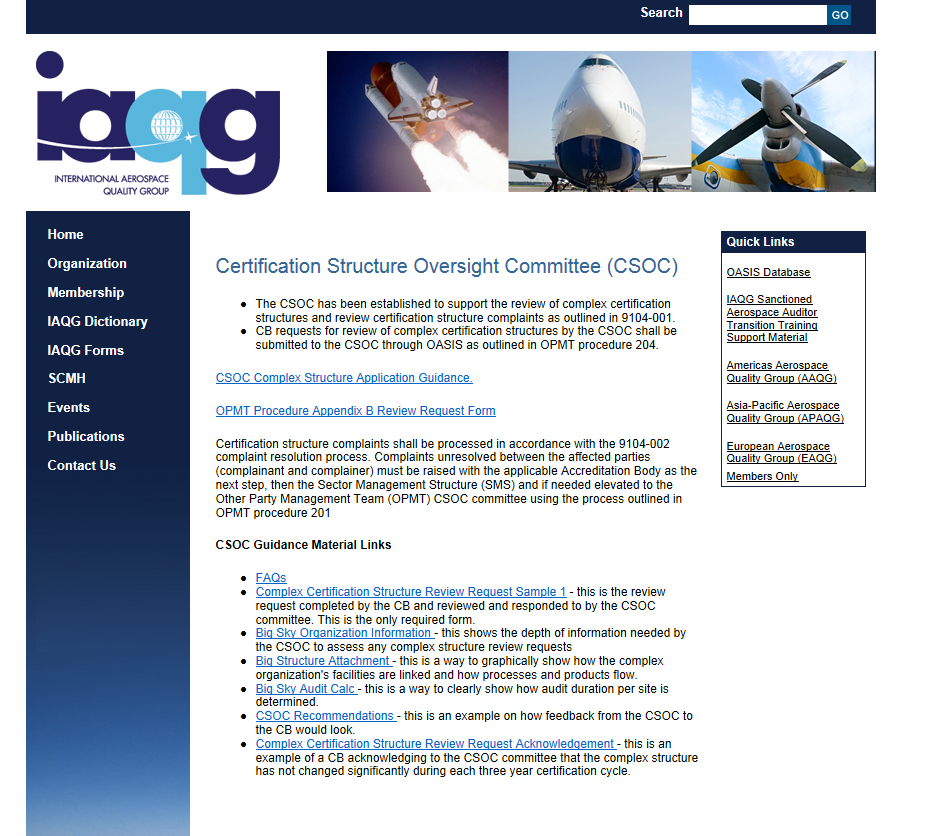 Search
GO
iaqg
INTERNATIONAL AEROSPACE
QUALITY GROUP
Home
Organization
Membership
IAQG Dictionary
IAQG Forms
SCMH
Events
Publications
Contact Us
Certification Structure Oversight Committee (CSOC)
• The CSOC has been established to support the review of complex certification
structures and review certification structure complaints as outlined in 9104-001.
• CB requests for review of complex certification structures by the CSOC shall be
submitted to the CSOC through OASIS as outlined in OPMT procedure 204.
CSOC Complex Structure Application Guidance.
OPMT Procedure Appendix B Review Request Form
Certification structure complaints shall be processed in accordance with the 9104-002
complaint resolution process. Complaints unresolved between the affected parties
(complainant and complainer) must be raised with the applicable Accreditation Body as the
next step, then the Sector Management Structure (SMS) and if needed elevated to the
Other Party Management Team (OPMT) CSOC committee using the process outlined in
OPMT procedure 201
CSOC Guidance Material Links
• FAQs
• Complex Certification Structure Review Request Sample 1 - this is the review
request completed by the CB and reviewed and responded to by the CSOC
committee. This is the only required form.
• Big Sky Organization Information - this shows the depth of information needed by
the CSOC to assess any complex structure review requests
• Big Structure Attachment - this is a way to graphically show how the complex
organization's facilities are linked and how processes and products flow.
• Big Sky Audit Calc - this is a way to clearly show how audit duration per site is
determined.
• CSOC Recommendations - this is an example on how feedback from the CSOC to
the CB would look.
• Complex Certification Structure Review Request Acknowledgement - this is an
example of a CB acknowledging to the CSOC committee that the complex structure
has not changed significantly during each three year certification cycle.
Quick Links
OASIS Database
IAQG Sanctioned
Aerospace Auditor
Transition Training
Support Material
Americas Aerospace
Quality Group (AAQG)
Asia-Pacific Aerospace
Quality Group (APAQG)
European Aerospace
Quality Group (EAQG)
Members Only